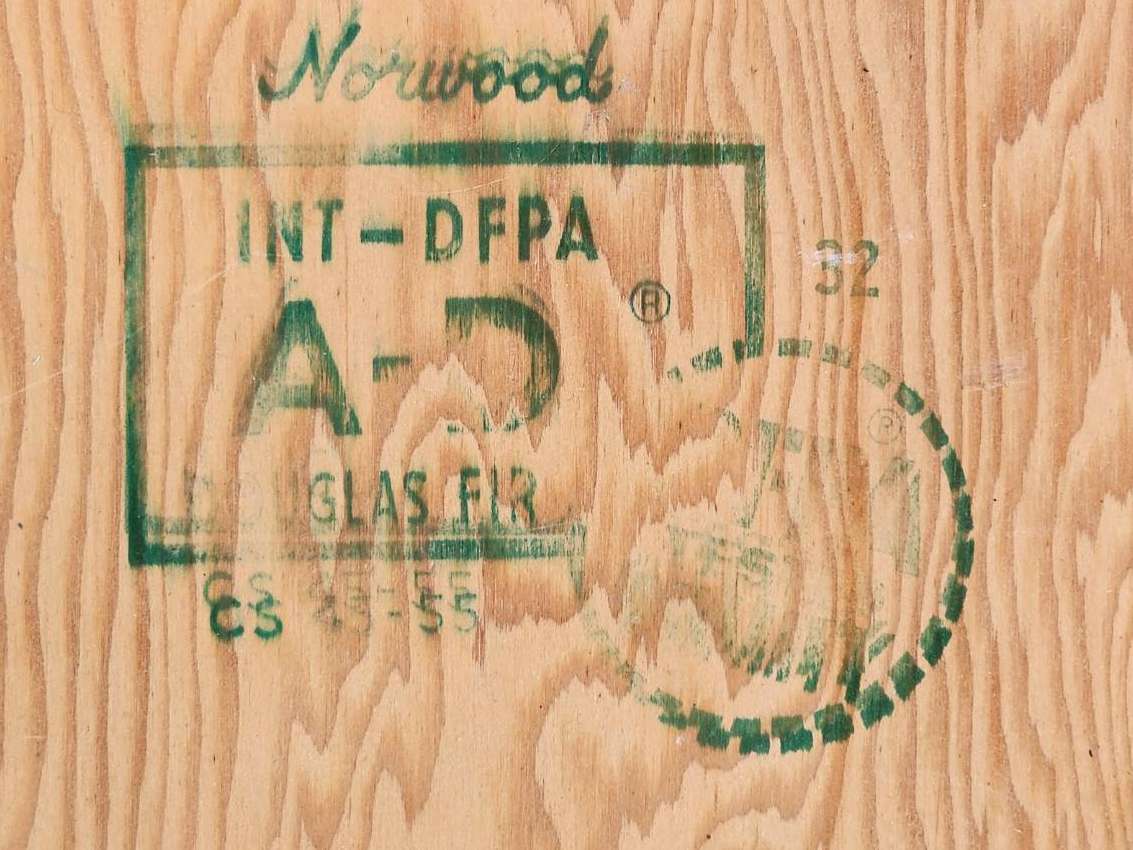 Norwood
INT-DFPA
A-D ®
32
DOUGLAS FIR
CS 45-55
®